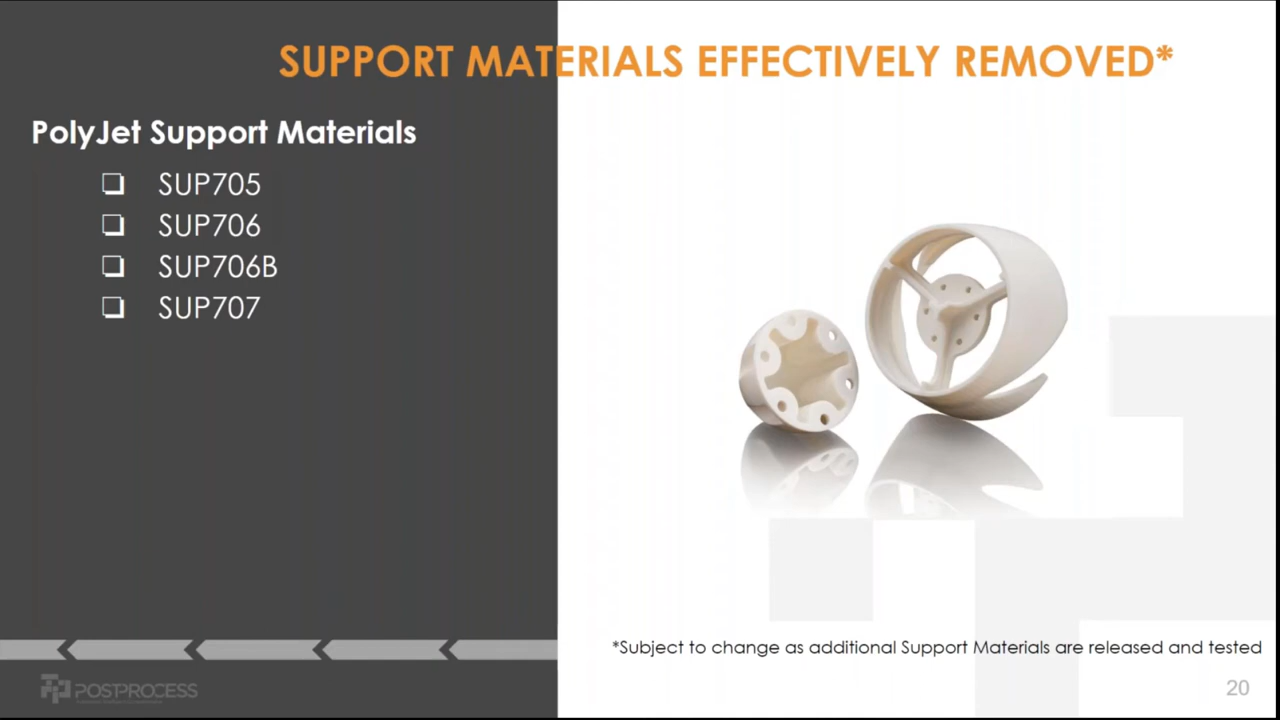 SUPPORT MATERIALS EFFECTIVELY REMOVED*
PolyJet Support Materials
❏ SUP705
❏ SUP706
❏ SUP706B
❏ SUP707
*Subject to change as additional Support Materials are released and tested
POSTPROCESS
20